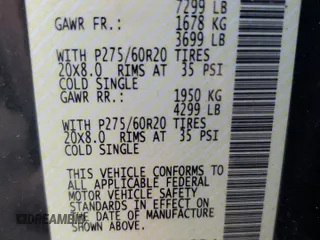 7299 LB
GAWR FR.: 1678 KG
3699 LB
WITH P275/60R20 TIRES
20X8.0 RIMS AT 35 PSI
COLD SINGLE
GAWR RR.: 1950 KG
4299 LB
WITH P275/60R20 TIRES
20X8.0 RIMS AT 35 PSI
COLD SINGLE
THIS VEHICLE CONFORMS TO
ALL APPLICABLE FEDERAL
MOTOR VEHICLE SAFETY
STANDARDS IN EFFECT ON
THE DATE OF MANUFACTURE
SHOWN ABOVE